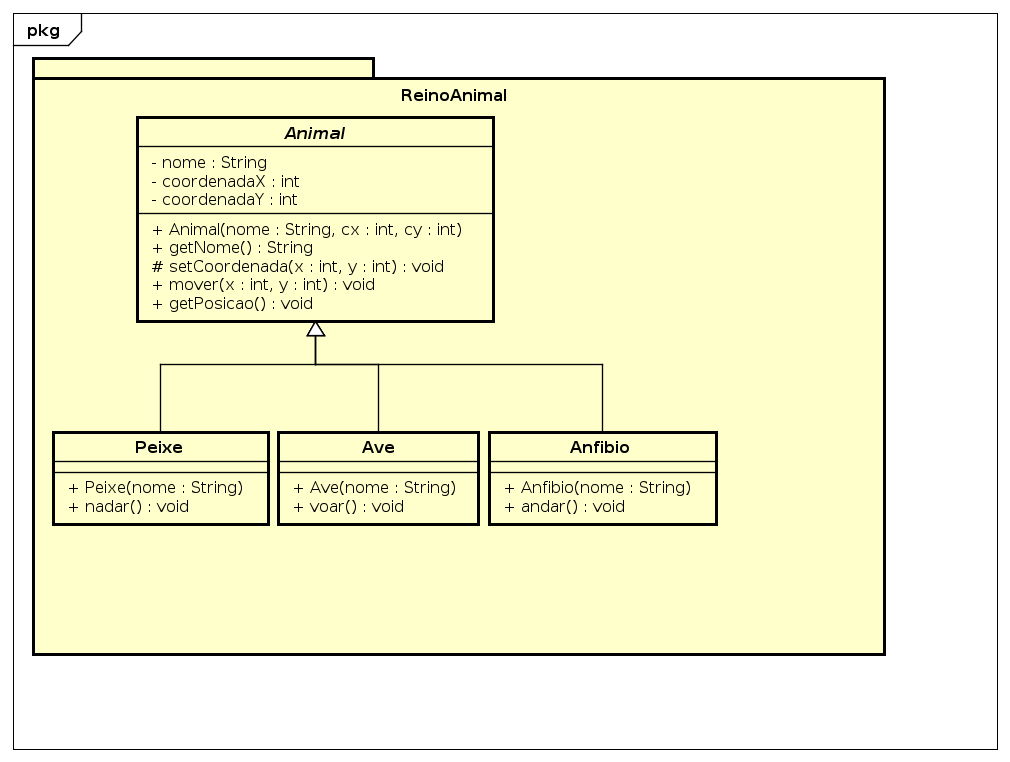 pkg
ReinoAnimal
Animal
- nome : String
- coordenadaX : int
- coordenadaY : int
+ Animal(nome : String, cx : int, cy : int)
+ getNome() : String
# setCoordenada(x : int, y : int) : void
+ mover(x : int, y : int) : void
+ getPosicao() : void
Peixe
+ Peixe(nome : String)
+ nadar() : void
Ave
+ Ave(nome : String)
+ voar() : void
Anfibio
+ Anfibio(nome : String)
+ andar() : void